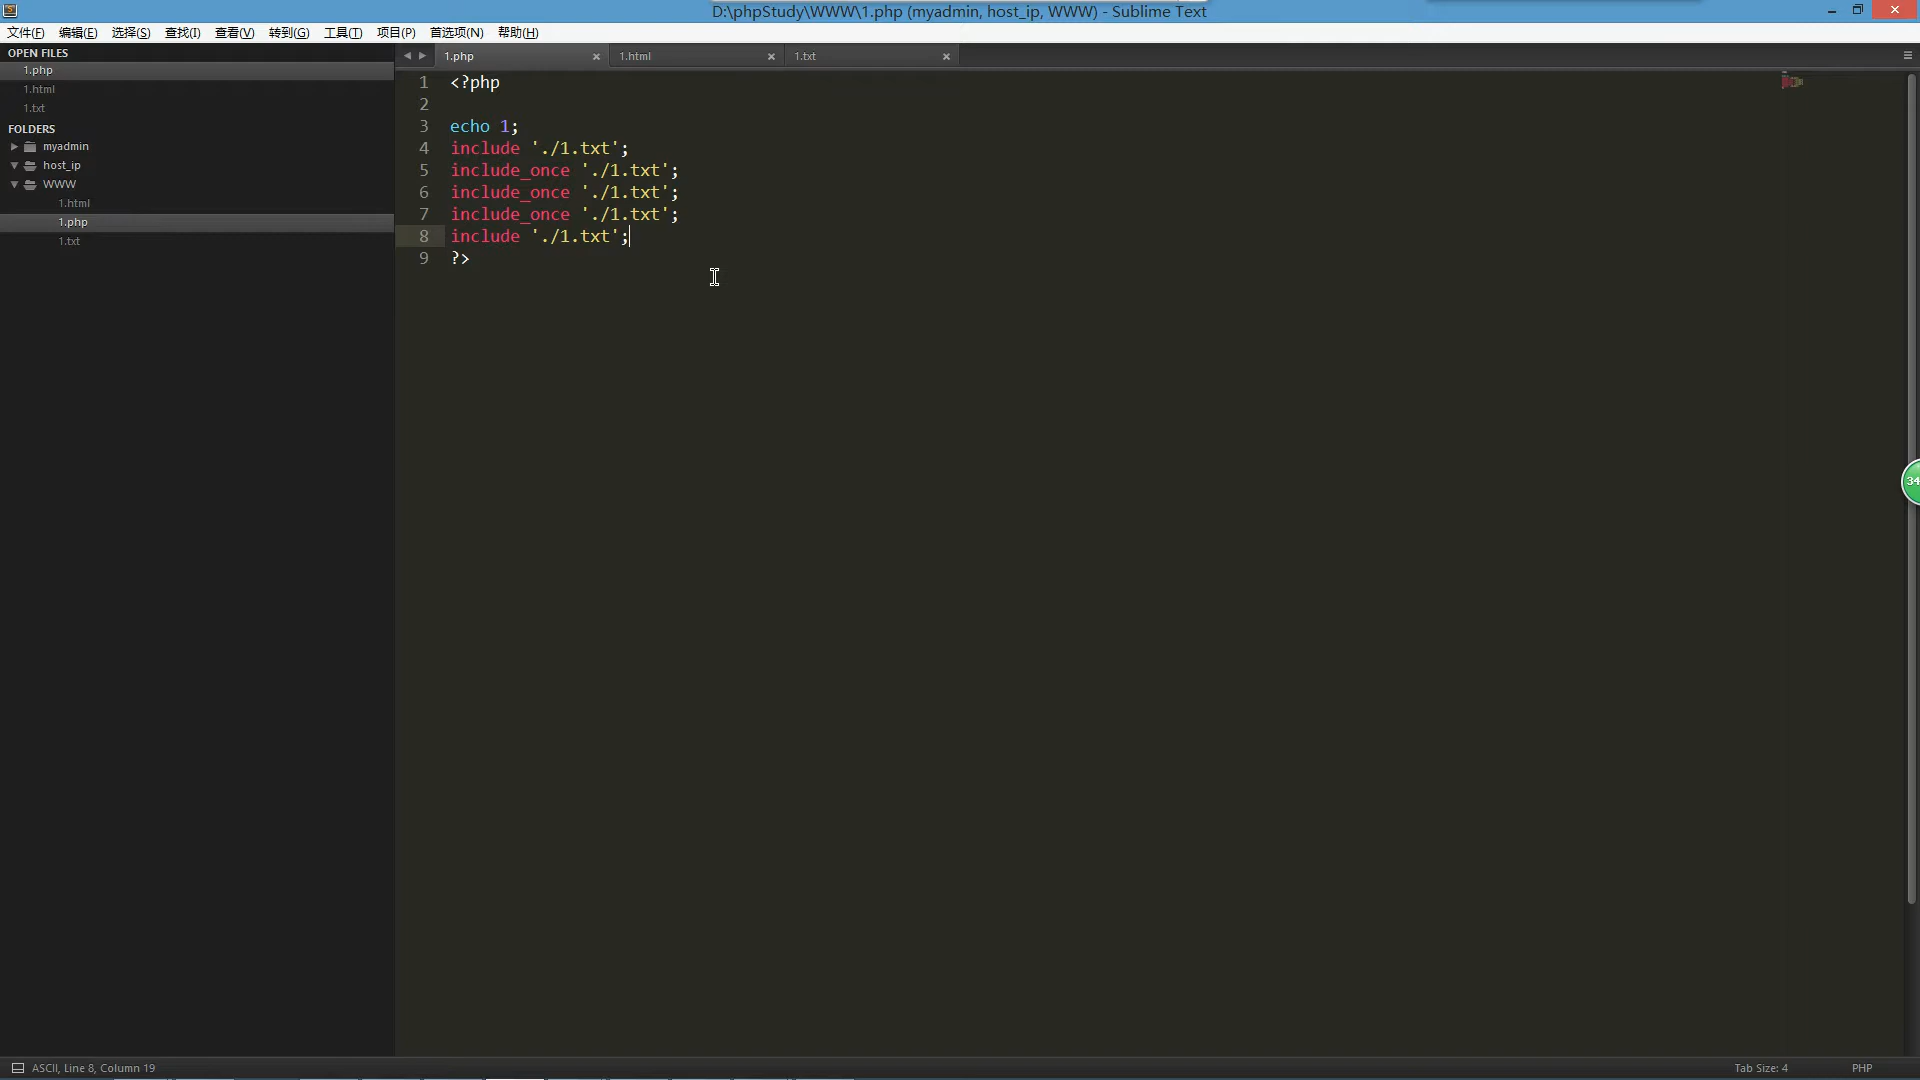 D:\phpStudy\WWW\1.php (myadmin, host_ip, WWW) - Sublime Text
文件(F) 编辑(E) 选择(S) 查找(I) 查看(V) 转到(G) 工具(T) 项目(P) 首选项(N) 帮助(H)
OPEN FILES
1.php
1.html
1.txt
FOLDERS
myadmin
host_ip
WWW
1.html
1.php
1.txt
1.php 1.html 1.txt
1 <?php
2
3 echo 1;
4 include './1.txt';
5 include_once './1.txt';
6 include_once './1.txt';
7 include_once './1.txt';
8 include './1.txt';
9 ?>
34
ASCII, Line 8, Column 19 Tab Size: 4 PHP